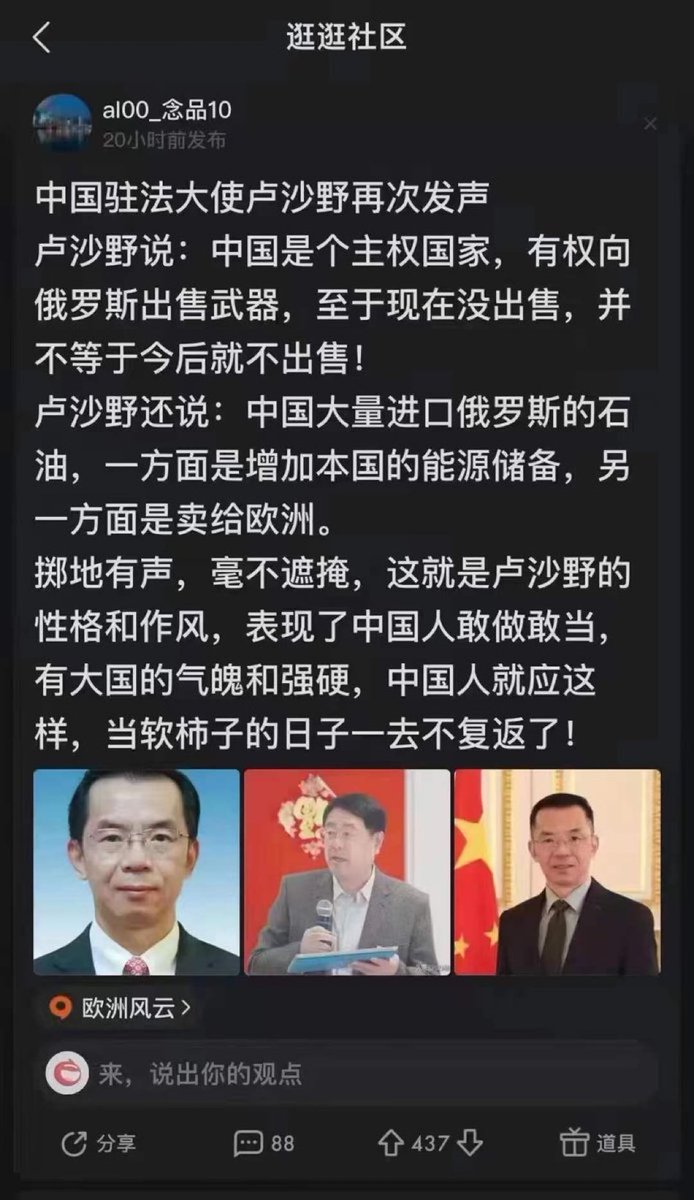 逛逛社区
al00_念品10
20小时前发布
中国驻法大使卢沙野再次发声
卢沙野说：中国是个主权国家，有权向
俄罗斯出售武器，至于现在没出售，并
不等于今后就不出售！
卢沙野还说：中国大量进口俄罗斯的石
油，一方面是增加本国的能源储备，另
一方面是卖给欧洲。
掷地有声，毫不遮掩，这就是卢沙野的
性格和作风，表现了中国人敢做敢当，
有大国的气魄和强硬，中国人就应这
样，当软柿子的日子一去不复返了！
欧洲风云
来，说出你的观点
分享 88 437 道具